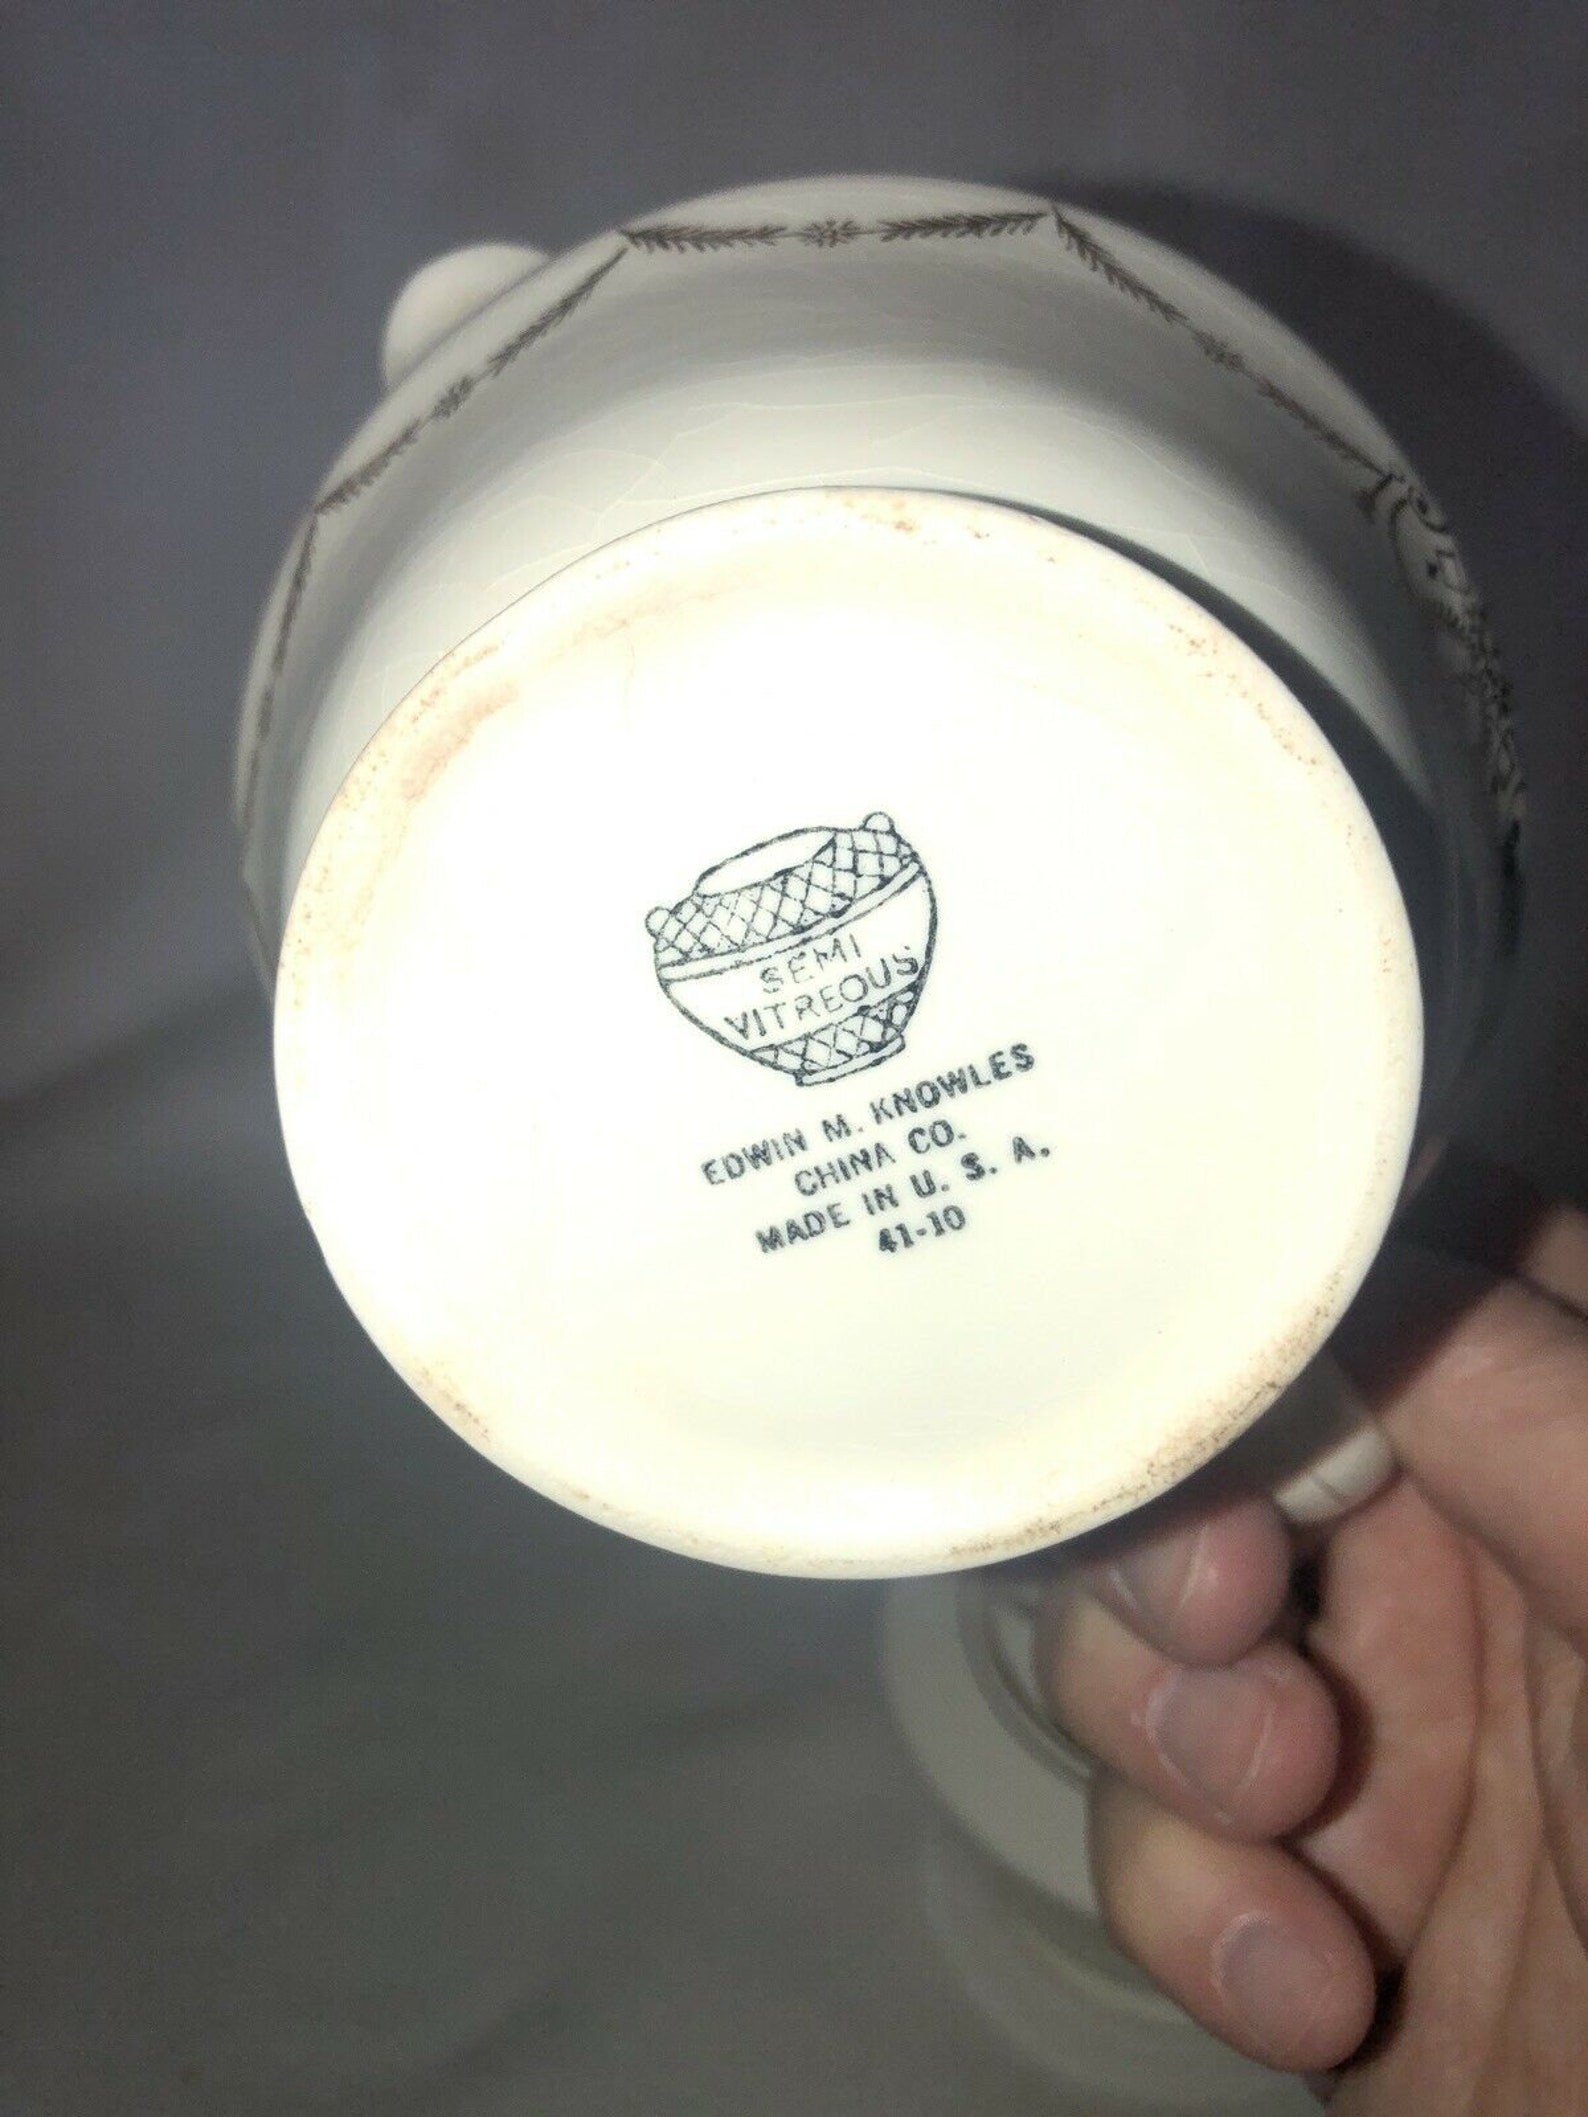 SEMI
VITREOUS
EDWIN M. KNOWLES
CHINA CO.
MADE IN U. S. A.
41-10